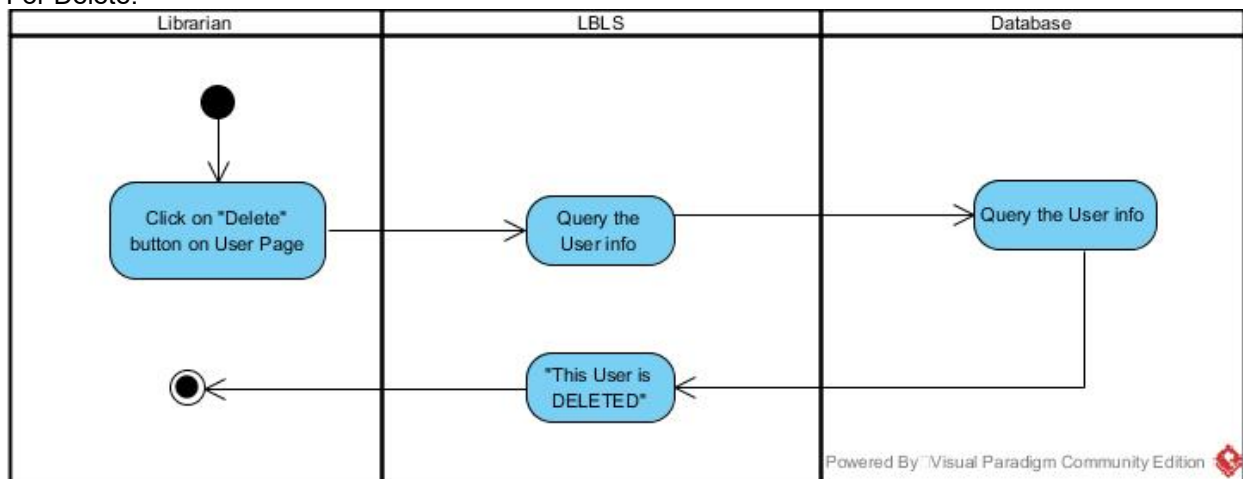 For Delete:
Librarian
LBLS
Database
Click on "Delete"
button on User Page
Query the
User info
Query the User info
"This User is
DELETED"
Powered By Visual Paradigm Community Edition